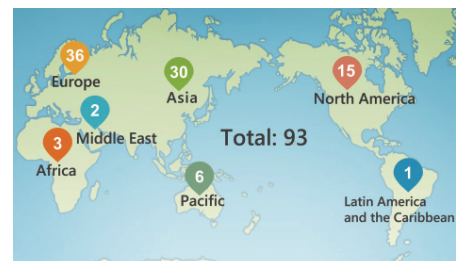 36
Europe
30
Asia
15
North America
2
Middle East
Total: 93
3
Africa
6
Pacific
1
Latin America
and the Caribbean